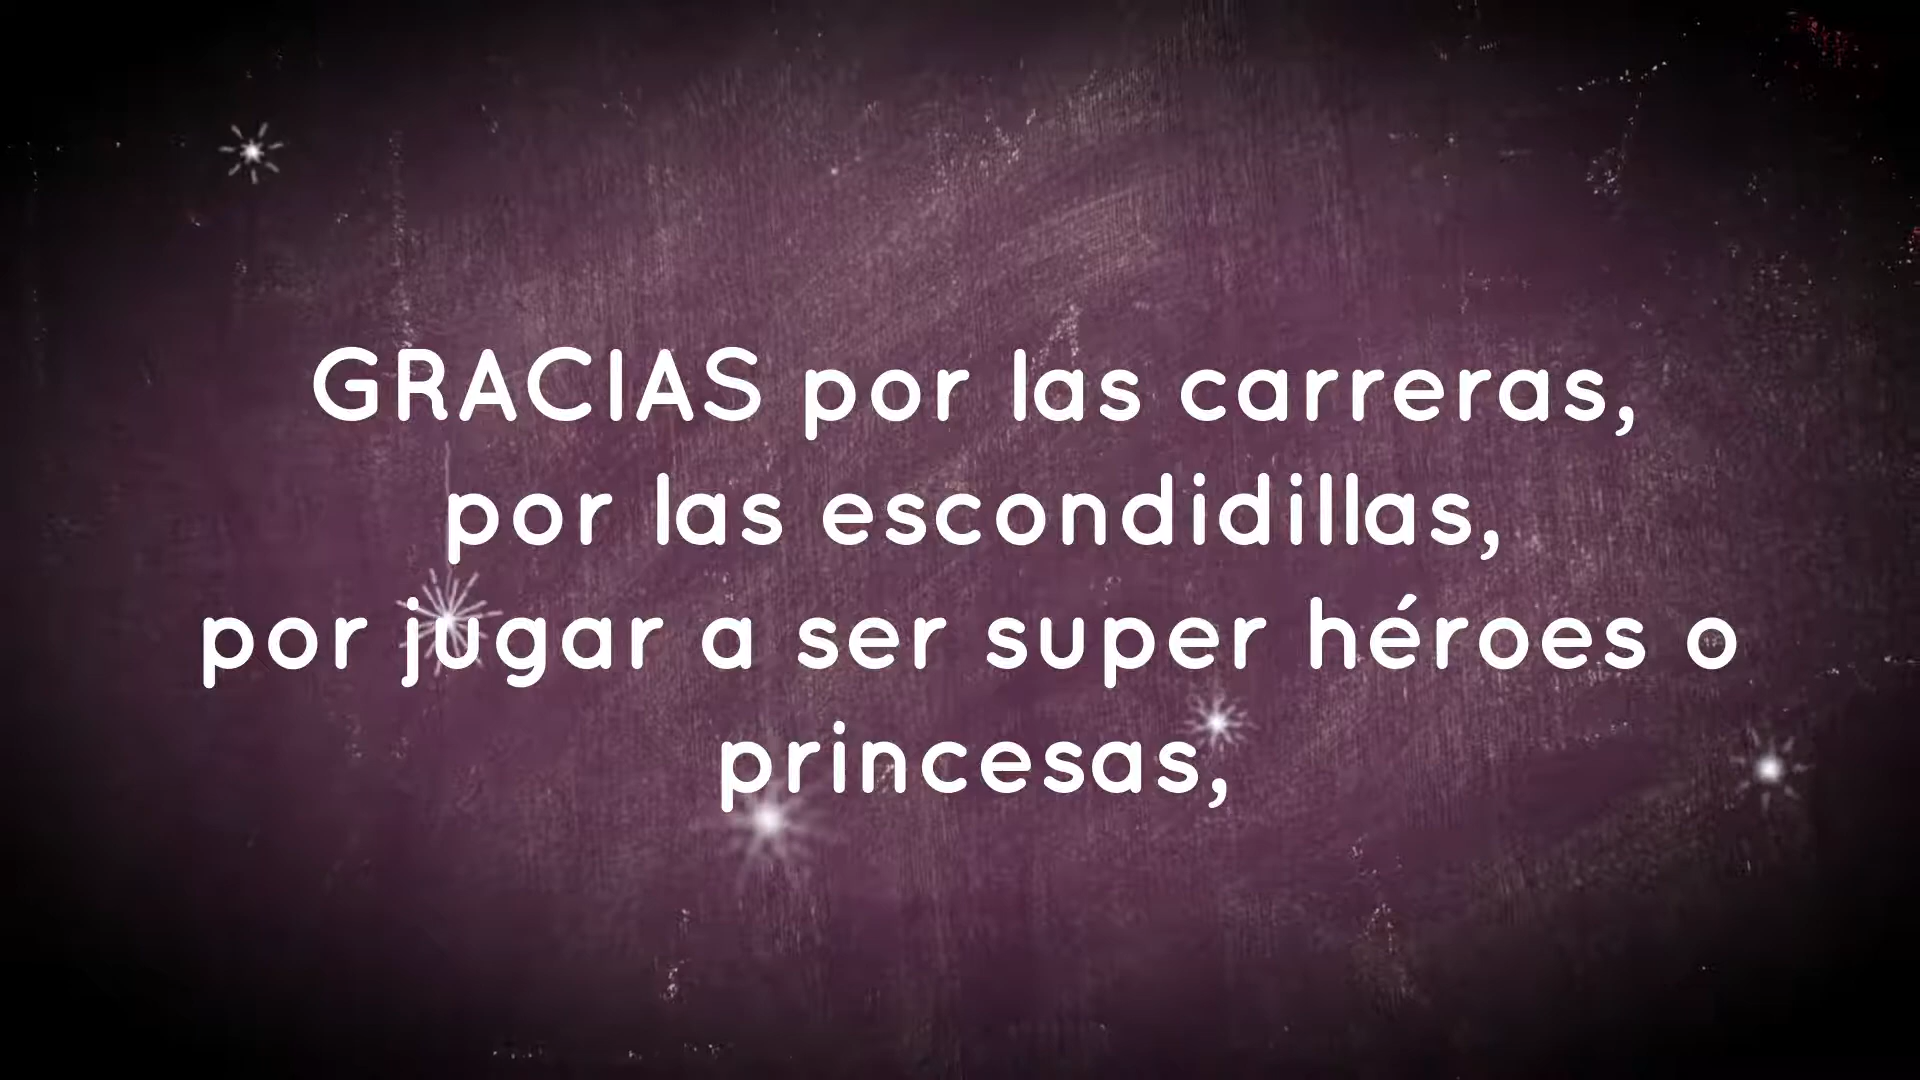 GRACIAS por las carreras,
por las escondidillas,
por jugar a ser super héroes o
princesas,